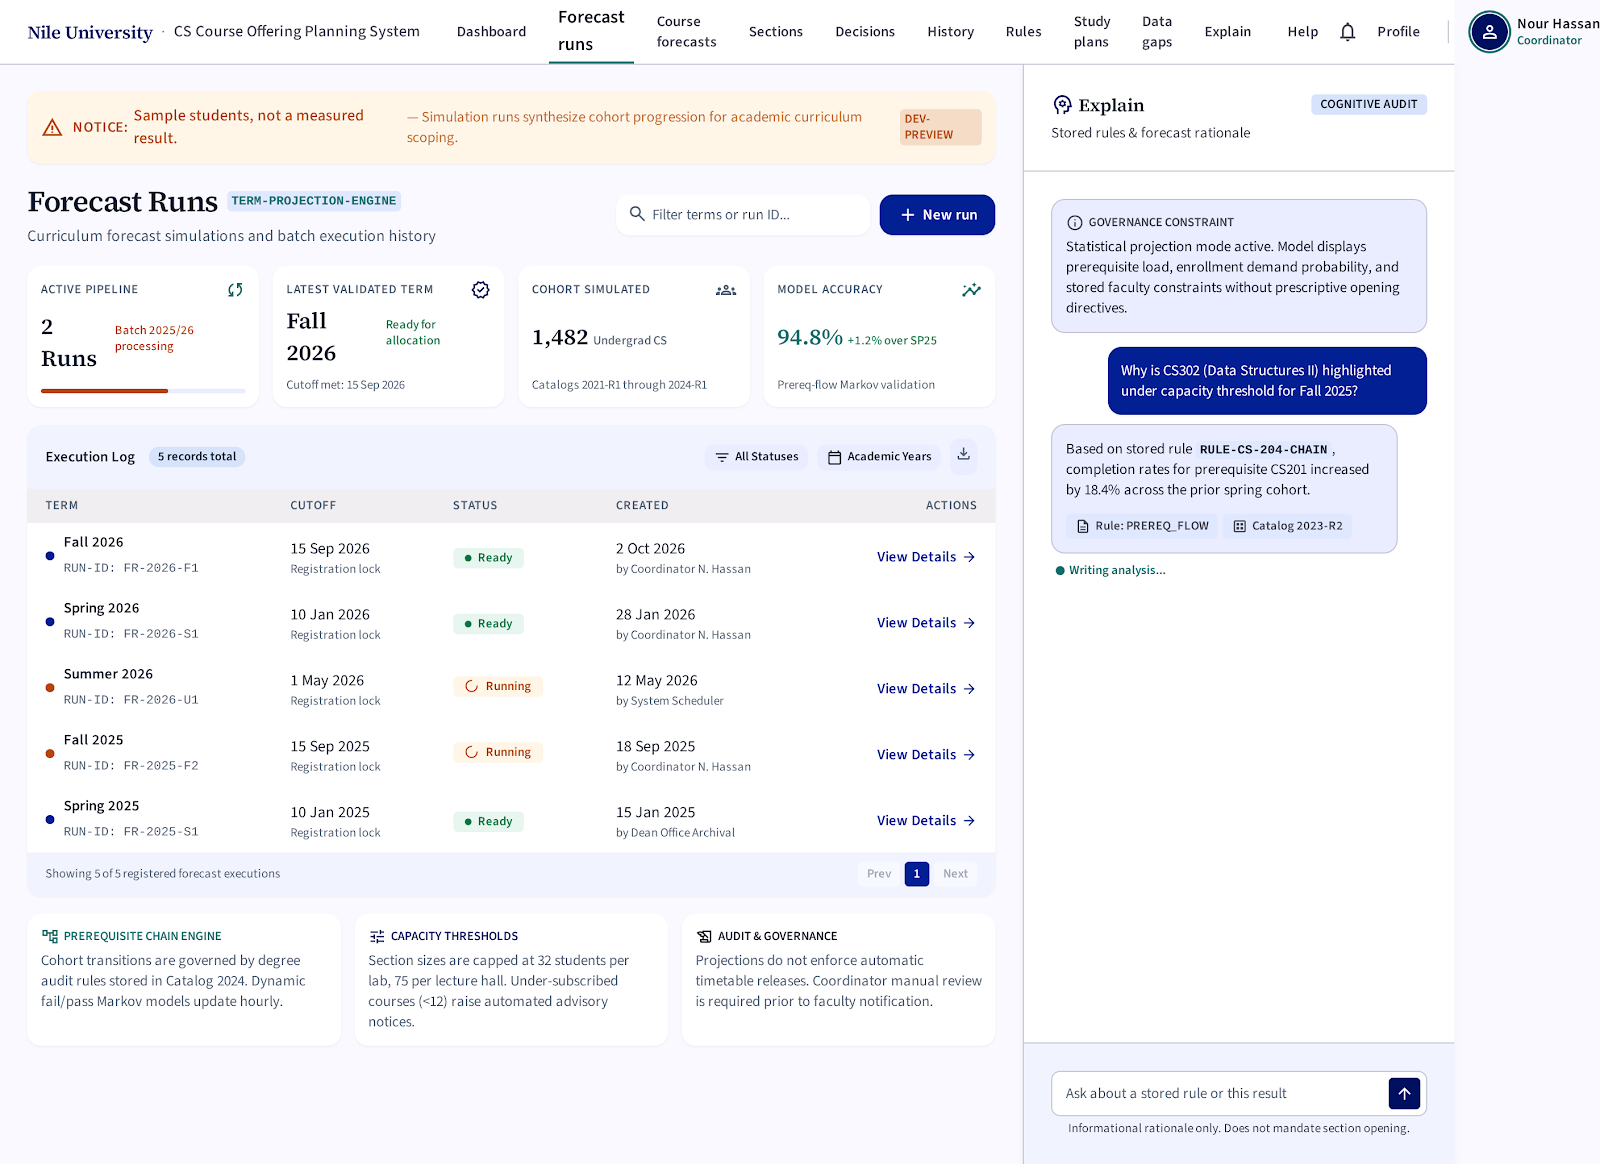 Nile University · CS Course Offering Planning System
Dashboard
Forecast
runs
Course
forecasts
Sections
Decisions
History
Rules
Study
plans
Data
gaps
Explain
Help
Profile
Nour Hassan
Coordinator
NOTICE:
Sample students, not a measured
result.
— Simulation runs synthesize cohort progression for academic curriculum
scoping.
DEV-
PREVIEW
Forecast Runs
TERM-PROJECTION-ENGINE
Curriculum forecast simulations and batch execution history
Filter terms or run ID...
New run
ACTIVE PIPELINE
2
Runs
Batch 2025/26
processing
LATEST VALIDATED TERM
Fall
2026
Ready for
allocation
Cutoff met: 15 Sep 2026
COHORT SIMULATED
1,482 Undergrad CS
Catalogs 2021-R1 through 2024-R1
MODEL ACCURACY
94.8% +1.2% over SP25
Prereq-flow Markov validation
Execution Log
5 records total
All Statuses
Academic Years
TERM CUTOFF STATUS CREATED ACTIONS
Fall 2026
RUN-ID: FR-2026-F1
15 Sep 2026
Registration lock
Ready
2 Oct 2026
by Coordinator N. Hassan
View Details →
Spring 2026
RUN-ID: FR-2026-S1
10 Jan 2026
Registration lock
Ready
28 Jan 2026
by Coordinator N. Hassan
View Details →
Summer 2026
RUN-ID: FR-2026-U1
1 May 2026
Registration lock
Running
12 May 2026
by System Scheduler
View Details →
Fall 2025
RUN-ID: FR-2025-F2
15 Sep 2025
Registration lock
Running
18 Sep 2025
by Coordinator N. Hassan
View Details →
Spring 2025
RUN-ID: FR-2025-S1
10 Jan 2025
Registration lock
Ready
15 Jan 2025
by Dean Office Archival
View Details →
Showing 5 of 5 registered forecast executions
Prev 1 Next
PREREQUISITE CHAIN ENGINE
Cohort transitions are governed by degree
audit rules stored in Catalog 2024. Dynamic
fail/pass Markov models update hourly.
CAPACITY THRESHOLDS
Section sizes are capped at 32 students per
lab, 75 per lecture hall. Under-subscribed
courses (<12) raise automated advisory
notices.
AUDIT & GOVERNANCE
Projections do not enforce automatic
timetable releases. Coordinator manual review
is required prior to faculty notification.
Explain
COGNITIVE AUDIT
Stored rules & forecast rationale
GOVERNANCE CONSTRAINT
Statistical projection mode active. Model displays
prerequisite load, enrollment demand probability, and
stored faculty constraints without prescriptive opening
directives.
Why is CS302 (Data Structures II) highlighted
under capacity threshold for Fall 2025?
Based on stored rule RULE-CS-204-CHAIN ,
completion rates for prerequisite CS201 increased
by 18.4% across the prior spring cohort.
Rule: PREREQ_FLOW
Catalog 2023-R2
Writing analysis...
Ask about a stored rule or this result
Informational rationale only. Does not mandate section opening.